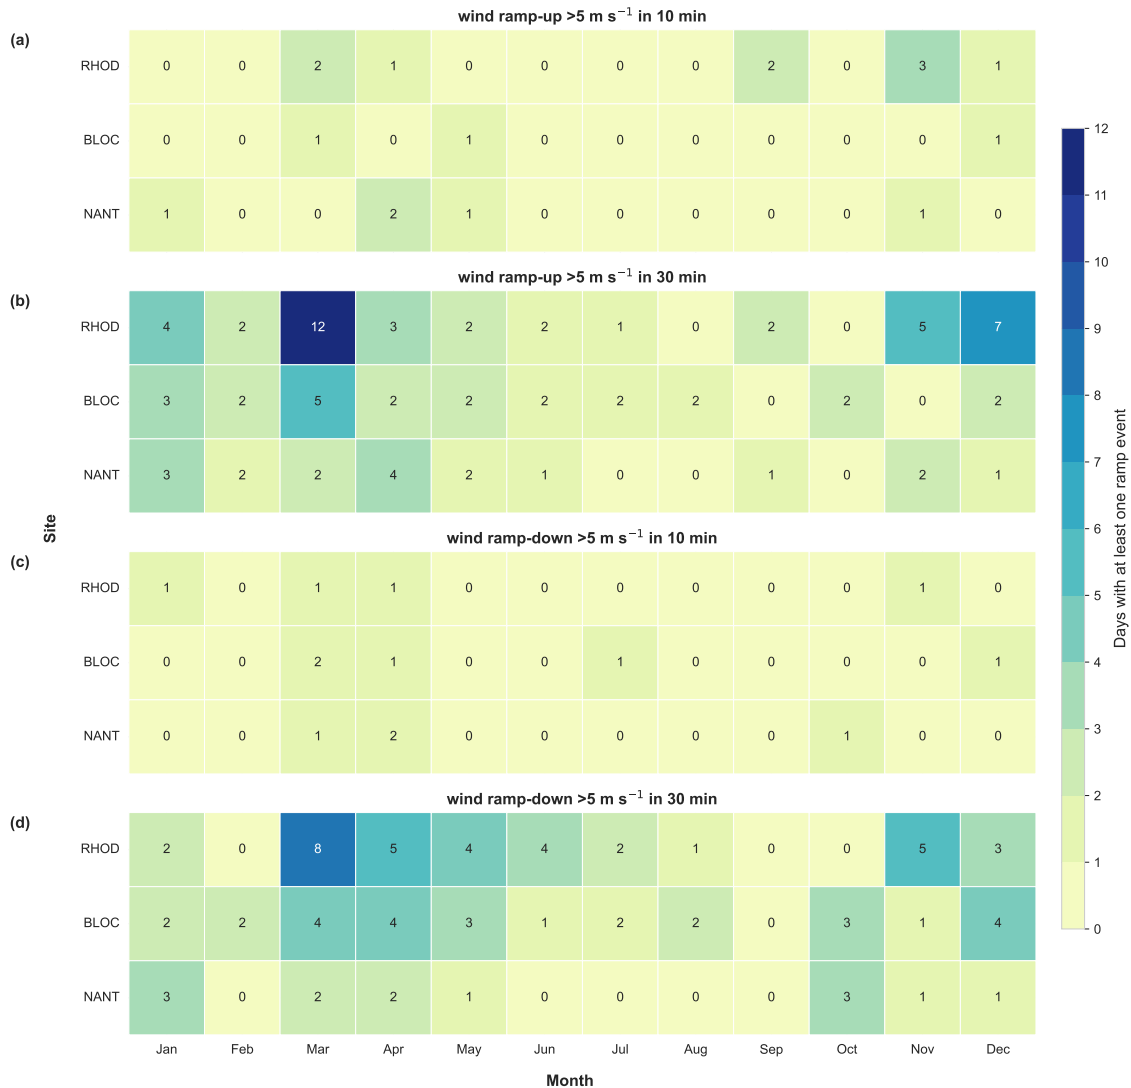 wind ramp-up >5 m s⁻¹ in 10 min
(a)
RHOD 0 0 2 1 0 0 0 0 2 0 3 1
BLOC 0 0 1 0 1 0 0 0 0 0 0 1
NANT 1 0 0 2 1 0 0 0 0 0 1 0
wind ramp-up >5 m s⁻¹ in 30 min
(b)
RHOD 4 2 12 3 2 2 1 0 2 0 5 7
BLOC 3 2 5 2 2 2 2 2 0 2 0 2
NANT 3 2 2 4 2 1 0 0 1 0 2 1
Site
wind ramp-down >5 m s⁻¹ in 10 min
(c)
RHOD 1 0 1 1 0 0 0 0 0 0 1 0
BLOC 0 0 2 1 0 0 1 0 0 0 0 1
NANT 0 0 1 2 0 0 0 0 0 1 0 0
wind ramp-down >5 m s⁻¹ in 30 min
(d)
RHOD 2 0 8 5 4 4 2 1 0 0 5 3
BLOC 2 2 4 4 3 1 2 2 0 3 1 4
NANT 3 0 2 2 1 0 0 0 0 3 1 1
Jan Feb Mar Apr May Jun Jul Aug Sep Oct Nov Dec
Month
12
11
10
9
8
7
6
5
4
3
2
1
0
Days with at least one ramp event